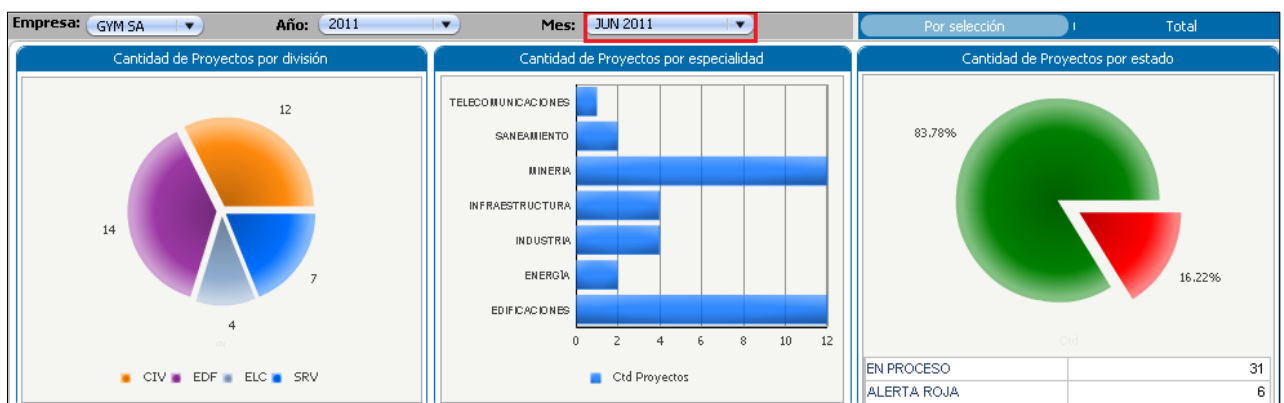 Empresa: GYM SA Año: 2011 Mes: JUN 2011 Por selección Total
Cantidad de Proyectos por división
12
14
7
4
CIV EDF ELC SRV
Cantidad de Proyectos por especialidad
TELECOMUNICACIONES
SANEAMIENTO
MINERIA
INFRAESTRUCTURA
INDUSTRIA
ENERGÍA
EDIFICACIONES
0 2 4 6 8 10 12
Ctd Proyectos
Cantidad de Proyectos por estado
83.78%
16.22%
Ctd
EN PROCESO 31
ALERTA ROJA 6